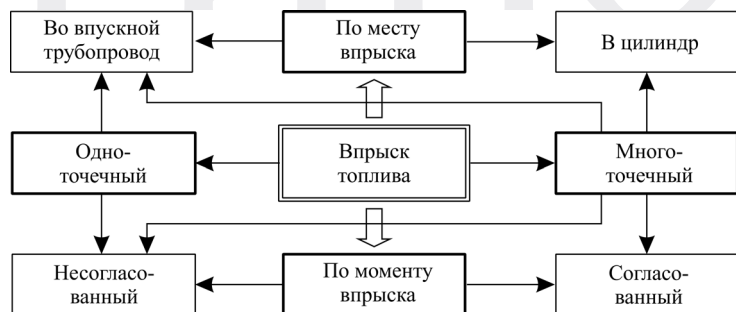 Во впускной
трубопровод
По месту
впрыска
В цилиндр
Одно-
точечный
Впрыск
топлива
Много-
точечный
Несогласо-
ванный
По моменту
впрыска
Согласо-
ванный